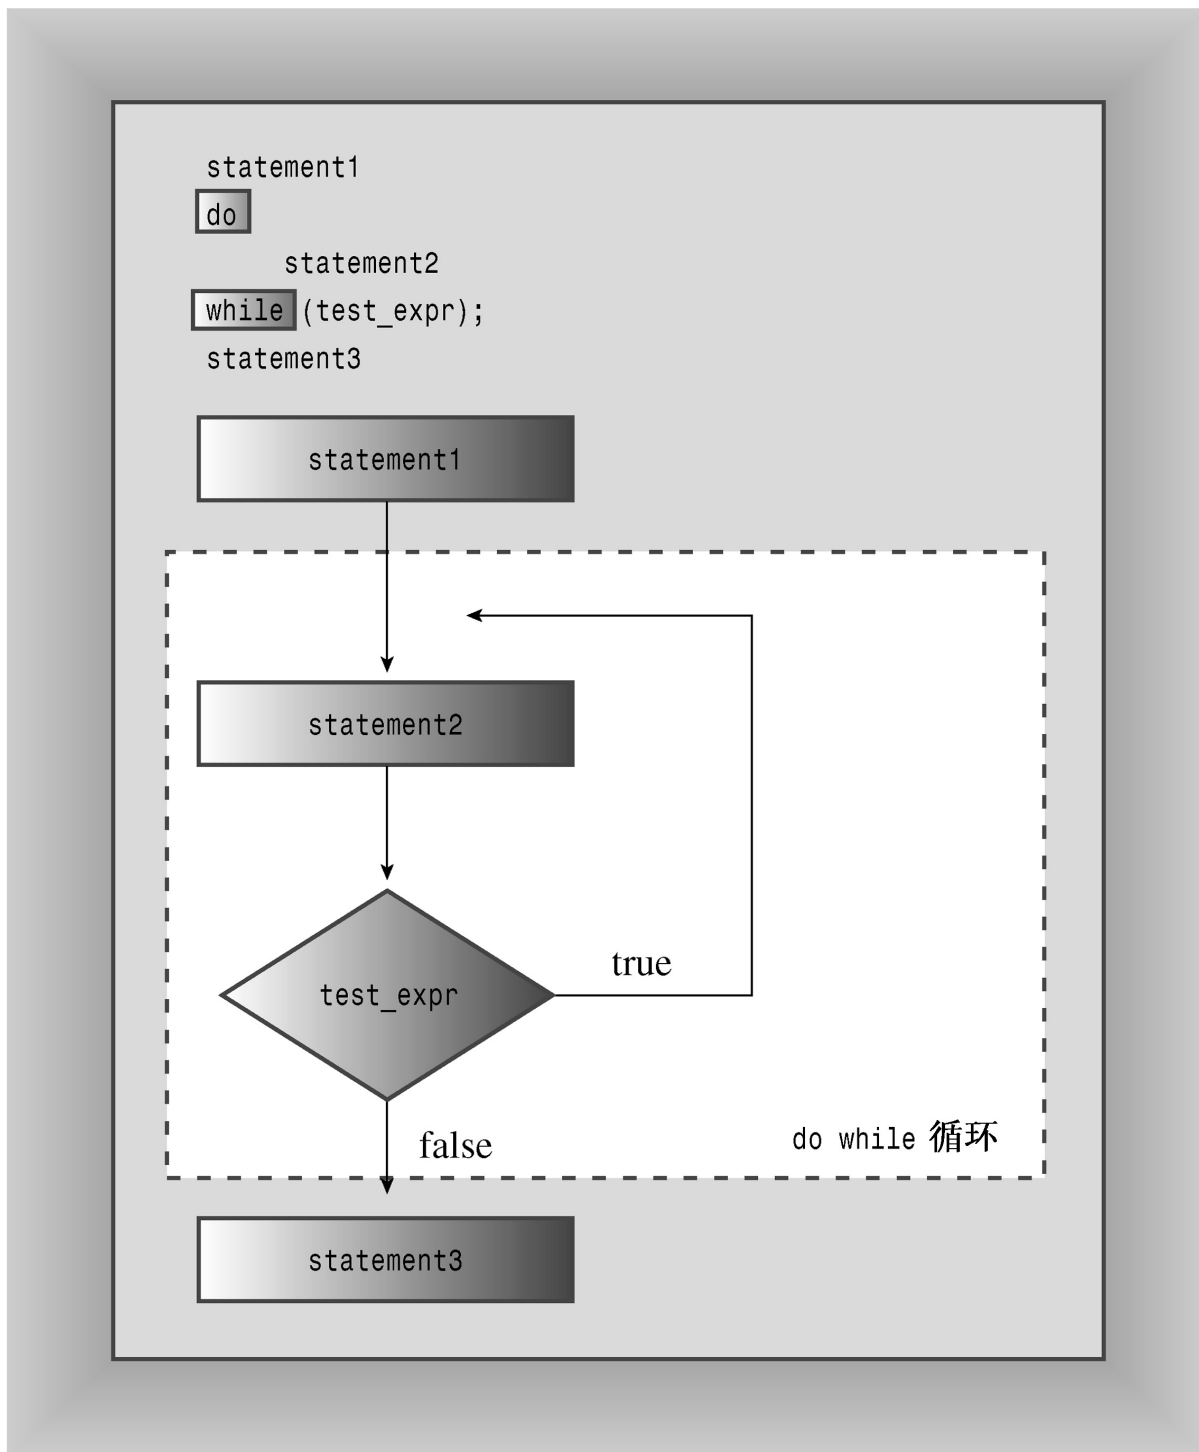 statement1
do
statement2
while (test_expr);
statement3
statement1
statement2
test_expr
true
false
do while 循环
statement3